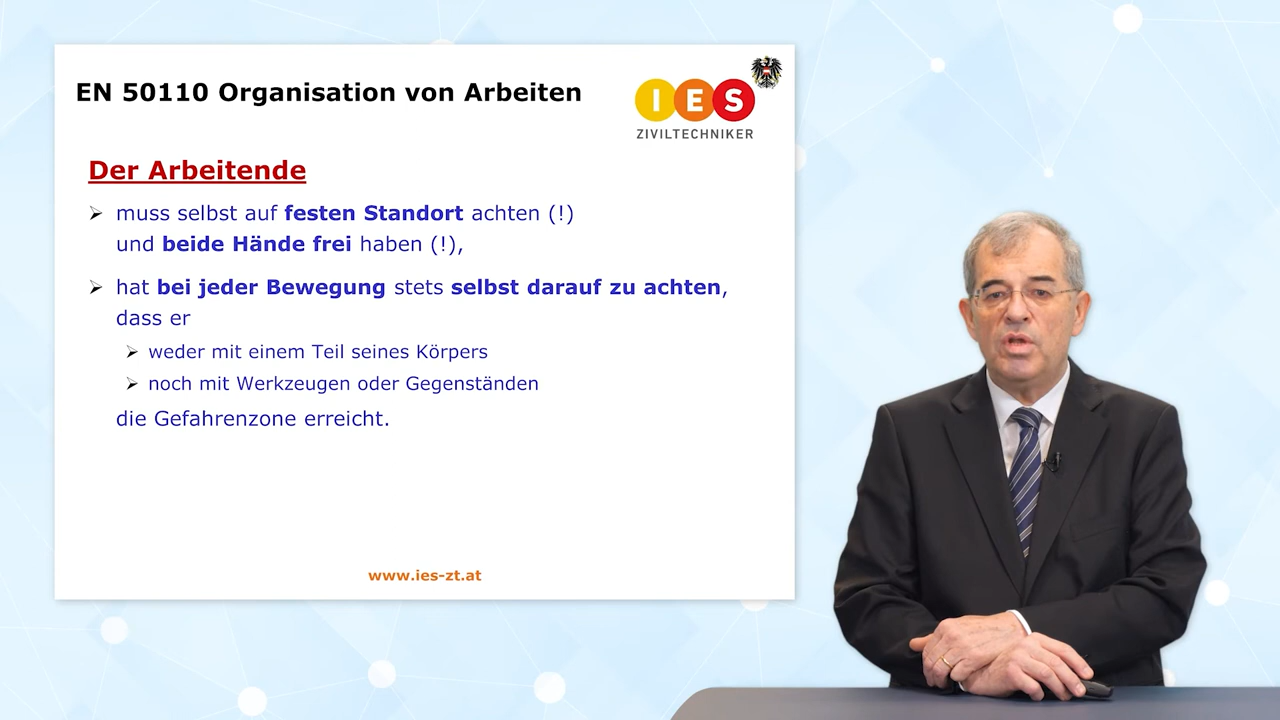 EN 50110 Organisation von Arbeiten
IES
ZIVILTECHNIKER
Der Arbeitende
muss selbst auf festen Standort achten (!)
und beide Hände frei haben (!),
hat bei jeder Bewegung stets selbst darauf zu achten,
dass er
weder mit einem Teil seines Körpers
noch mit Werkzeugen oder Gegenständen
die Gefahrenzone erreicht.
www.ies-zt.at